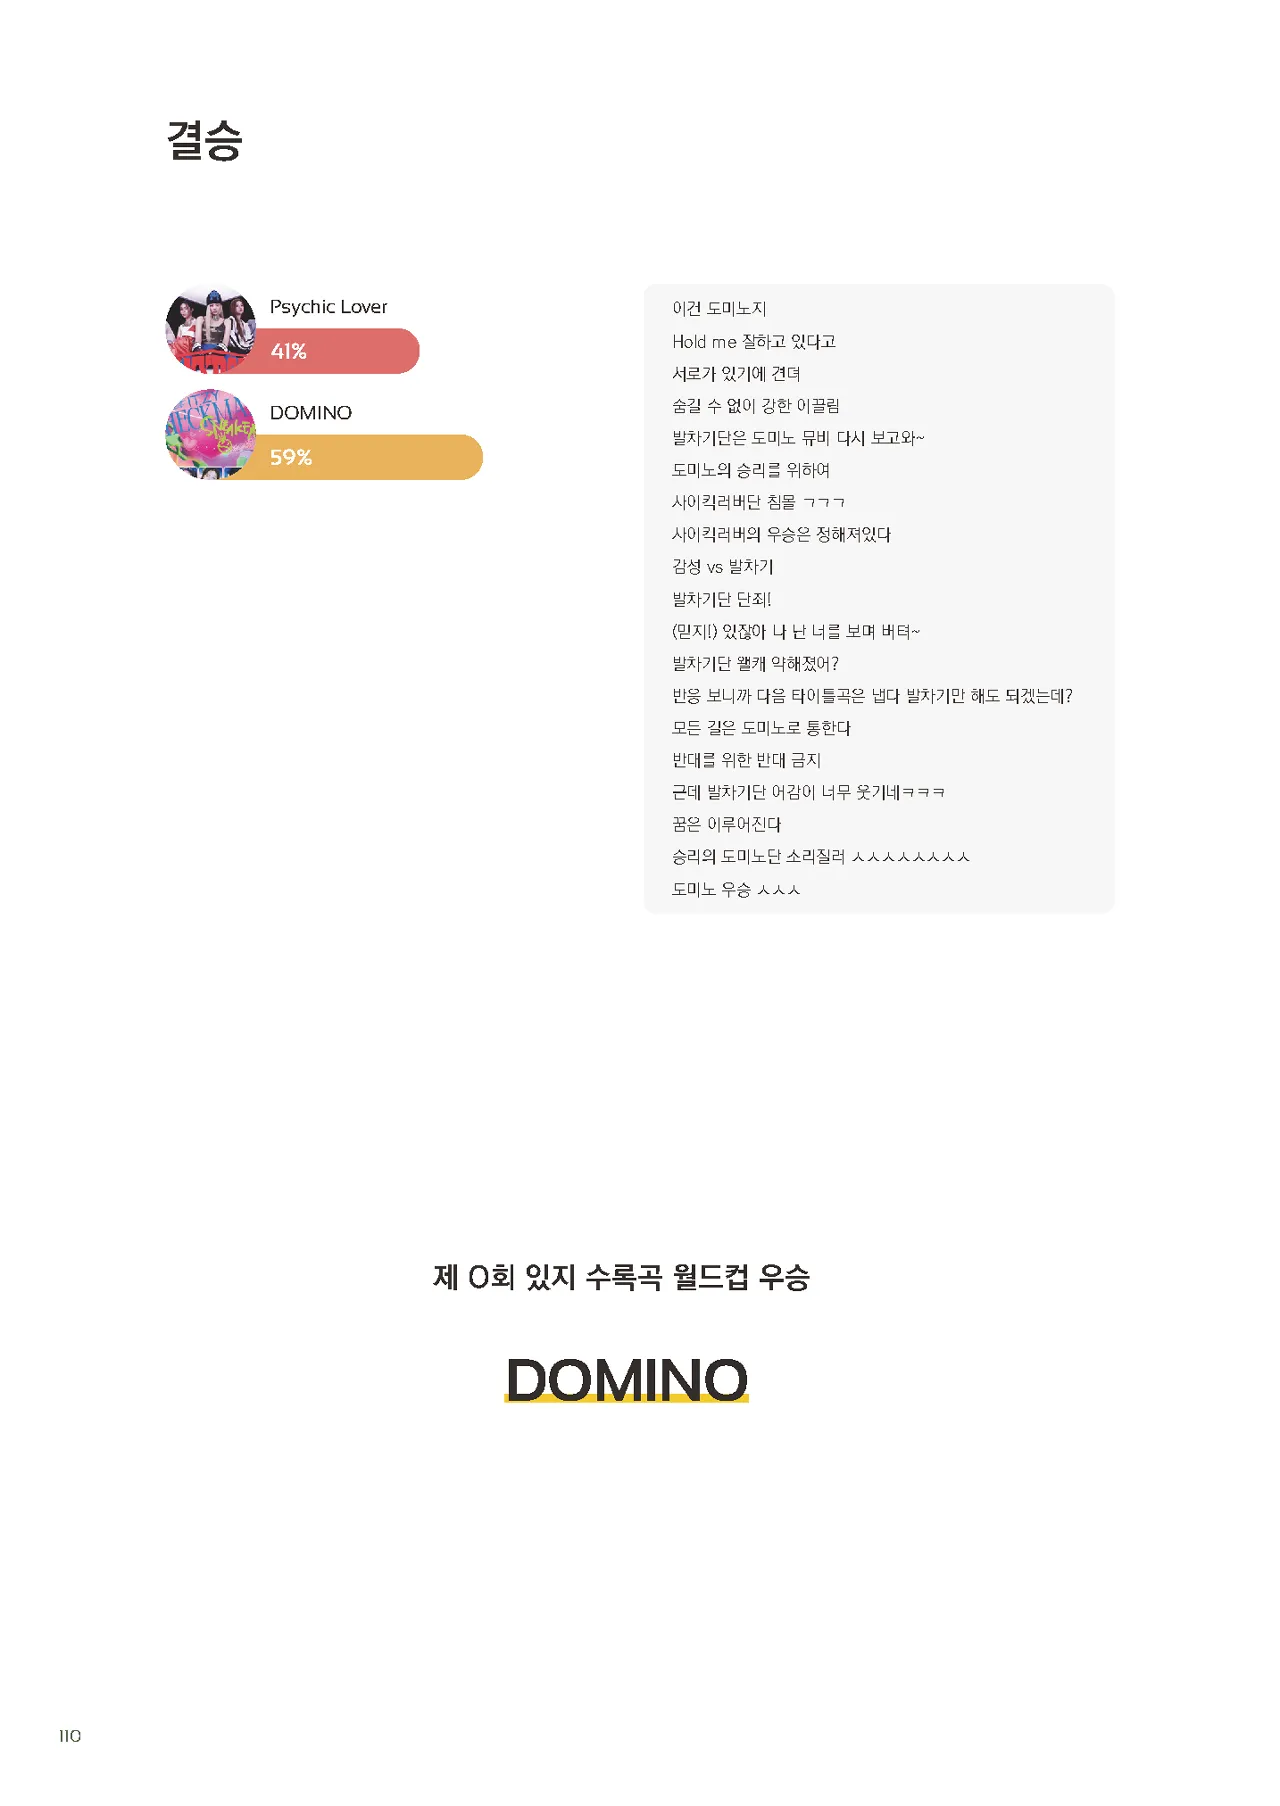 결승
Psychic Lover
41%
DOMINO
59%
이건 도미노지
Hold me 잘하고 있다고
서로가 있기에 견뎌
숨길 수 없이 강한 이끌림
발차기단은 도미노 뮤비 다시 보고와~
도미노의 승리를 위하여
사이킥러버단 침몰 ㄱㄱㄱ
사이킥러버의 우승은 정해져있다
감성 vs 발차기
발차기단 단죄!
(믿지!) 있잖아 나 난 너를 보며 버텨~
발차기단 왤캐 약해졌어?
반응 보니까 다음 타이틀곡은 냅다 발차기만 해도 되겠는데?
모든 길은 도미노로 통한다
반대를 위한 반대 금지
근데 발차기단 어감이 너무 웃기네ㅋㅋㅋ
꿈은 이루어진다
승리의 도미노단 소리질러 ㅅㅅㅅㅅㅅㅅㅅㅅ
도미노 우승 ㅅㅅㅅ
제 0회 있지 수록곡 월드컵 우승
DOMINO
110